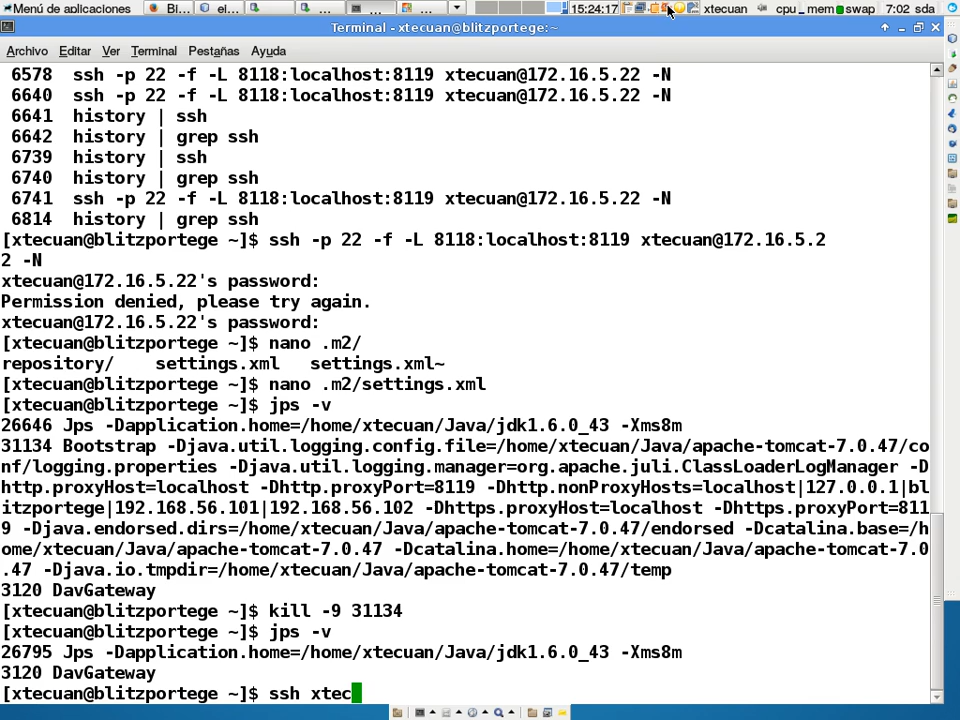 Menú de aplicaciones Bi... el... ... ... ... 15:24:17 xtecuan cpu mem swap 7:02 sda
Terminal - xtecuan@blitzportege:~
Archivo Editar Ver Terminal Pestañas Ayuda
6578 ssh -p 22 -f -L 8118:localhost:8119 xtecuan@172.16.5.22 -N
6640 ssh -p 22 -f -L 8118:localhost:8119 xtecuan@172.16.5.22 -N
6641 history | ssh
6642 history | grep ssh
6739 history | ssh
6740 history | grep ssh
6741 ssh -p 22 -f -L 8118:localhost:8119 xtecuan@172.16.5.22 -N
6814 history | grep ssh
[xtecuan@blitzportege ~]$ ssh -p 22 -f -L 8118:localhost:8119 xtecuan@172.16.5.2
2 -N
xtecuan@172.16.5.22's password:
Permission denied, please try again.
xtecuan@172.16.5.22's password:
[xtecuan@blitzportege ~]$ nano .m2/
repository/ settings.xml settings.xml~
[xtecuan@blitzportege ~]$ nano .m2/settings.xml
[xtecuan@blitzportege ~]$ jps -v
26646 Jps -Dapplication.home=/home/xtecuan/Java/jdk1.6.0_43 -Xms8m
31134 Bootstrap -Djava.util.logging.config.file=/home/xtecuan/Java/apache-tomcat-7.0.47/co
nf/logging.properties -Djava.util.logging.manager=org.apache.juli.ClassLoaderLogManager -D
http.proxyHost=localhost -Dhttp.proxyPort=8119 -Dhttp.nonProxyHosts=localhost|127.0.0.1|bl
itzportege|192.168.56.101|192.168.56.102 -Dhttps.proxyHost=localhost -Dhttps.proxyPort=811
9 -Djava.endorsed.dirs=/home/xtecuan/Java/apache-tomcat-7.0.47/endorsed -Dcatalina.base=/h
ome/xtecuan/Java/apache-tomcat-7.0.47 -Dcatalina.home=/home/xtecuan/Java/apache-tomcat-7.0
.47 -Djava.io.tmpdir=/home/xtecuan/Java/apache-tomcat-7.0.47/temp
3120 DavGateway
[xtecuan@blitzportege ~]$ kill -9 31134
[xtecuan@blitzportege ~]$ jps -v
26795 Jps -Dapplication.home=/home/xtecuan/Java/jdk1.6.0_43 -Xms8m
3120 DavGateway
[xtecuan@blitzportege ~]$ ssh xtec